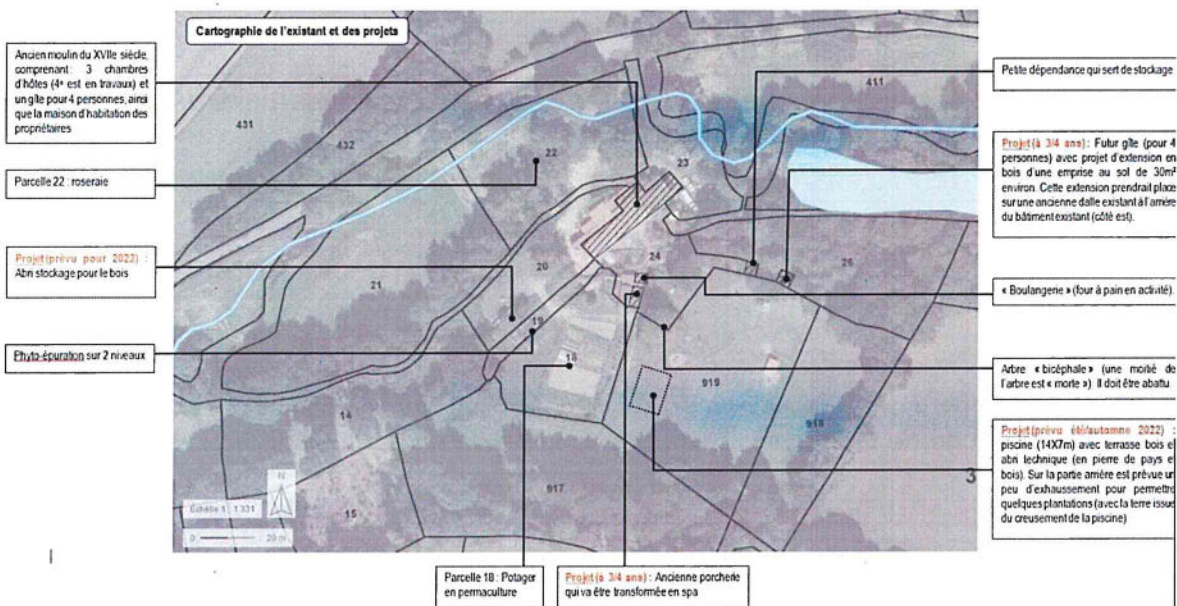 Cartographie de l'existant et des projets
Ancien moulin du XVIIe siècle,
comprenant: 3 chambres
d'hôtes (4e est en travaux) et
un gîte pour 4 personnes, ainsi
que la maison d'habitation des
propriétaires
Parcelle 22 : roseraie
Projet (prévu pour 2022) :
Abri stockage pour le bois
Phyto-épuration sur 2 niveaux
Petite dépendance qui sert de stockage
Projet (à 3/4 ans) : Futur gîte (pour 4
personnes) avec projet d'extension en
bois d'une emprise au sol de 30m²
environ. Cette extension prendrait place
sur une ancienne dalle existant à l'arrière
du bâtiment existant (côté est).
« Boulangerie » (four à pain en activité).
Arbre « bicéphale » (une moitié de
l'arbre est « morte ») Il doit être abattu.
Projet (prévu été/automne 2022) :
piscine (14X7m) avec terrasse bois et
abri technique (en pierre de pays et
bois). Sur la partie arrière est prévue un
peu d'exhaussement pour permettre
quelques plantations (avec la terre issue
du creusement de la piscine)
Parcelle 18 : Potager
en permaculture
Projet (à 3/4 ans) : Ancienne porcherie
qui va être transformée en spa
431
432
411
22
23
24
26
20
21
19
18
919
918
14
15
917
3
N
Échelle 1 : 1 331
0 20 m